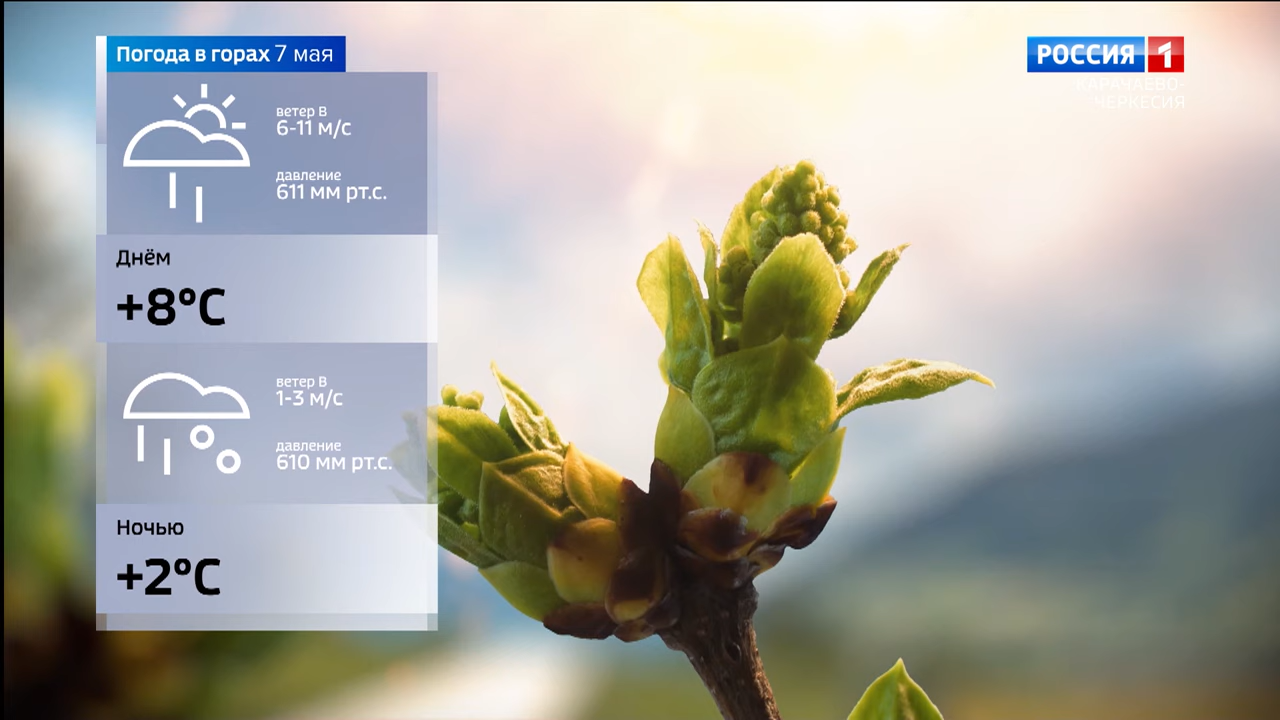 Погода в горах 7 мая
ветер В
6-11 м/с
давление
611 мм рт.с.
Днём
+8°C
ветер В
1-3 м/с
давление
610 мм рт.с.
Ночью
+2°C
РОССИЯ 1
КАРАЧАЕВО-
ЧЕРКЕСИЯ